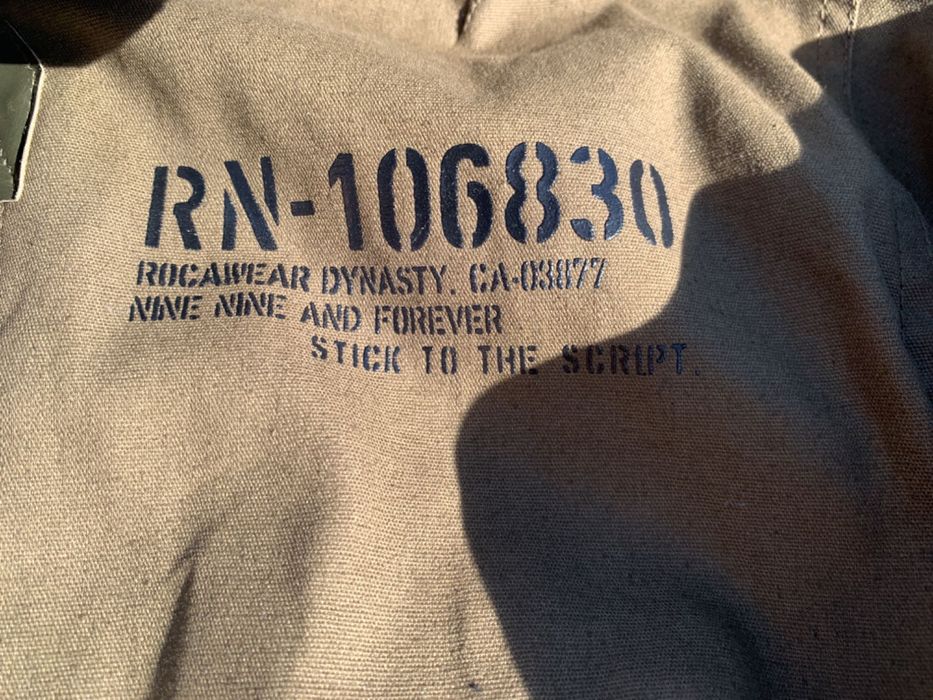 RN-106830
ROCAWEAR DYNASTY. CA-03877
NINE NINE AND FOREVER
STICK TO THE SCRIPT.